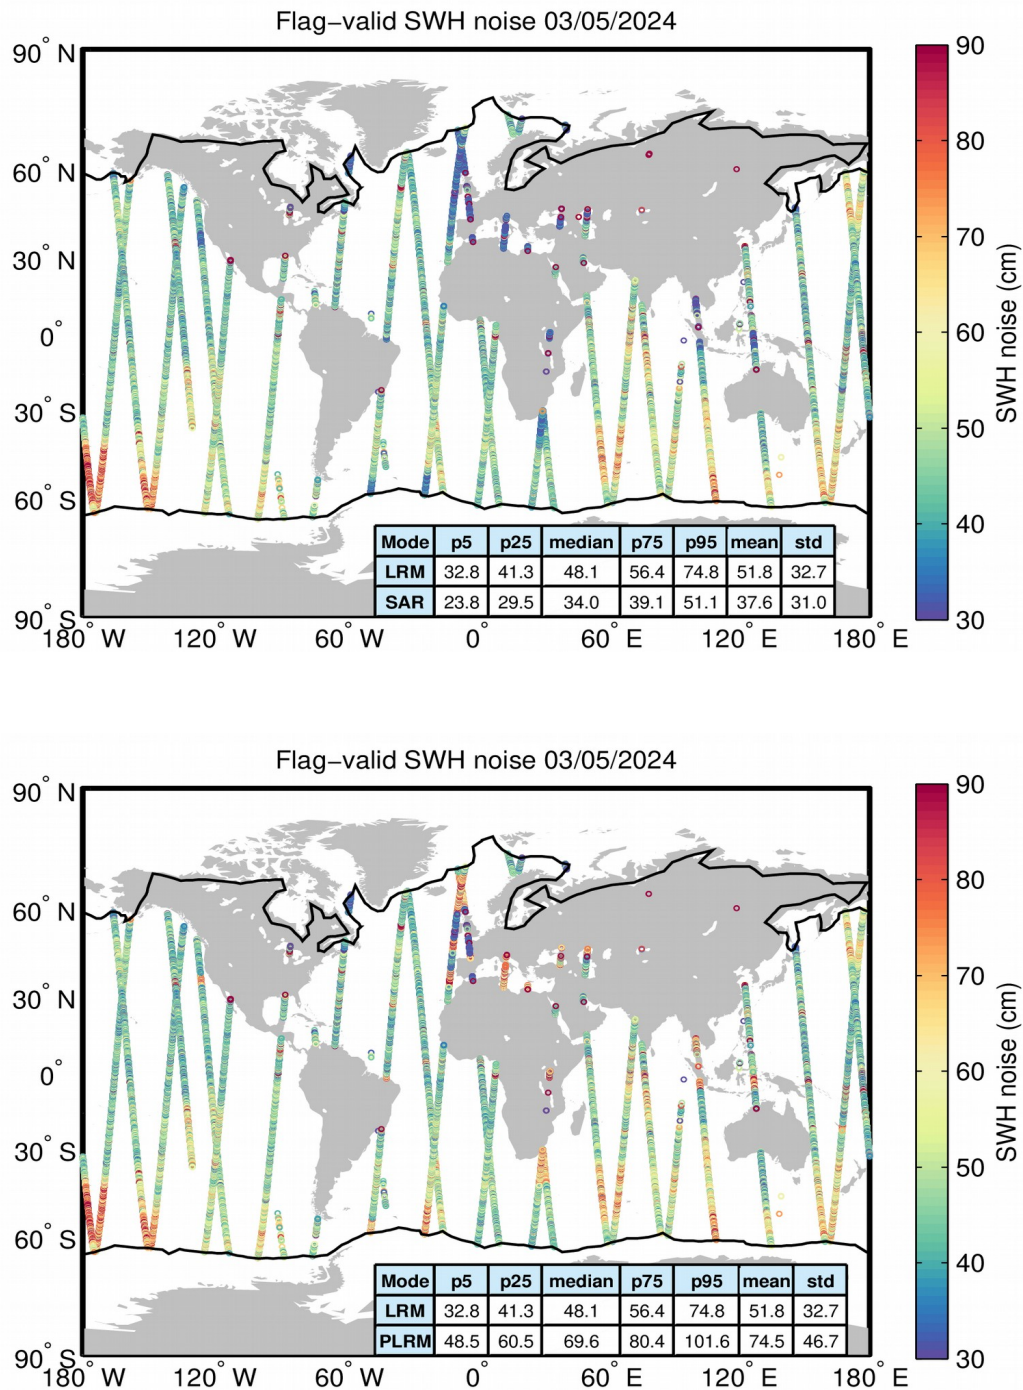 Flag−valid SWH noise 03/05/2024
90° N
60° N
30° N
0°
30° S
60° S
90° S
180° W 120° W 60° W 0° 60° E 120° E 180° E
Mode p5 p25 median p75 p95 mean std
LRM 32.8 41.3 48.1 56.4 74.8 51.8 32.7
SAR 23.8 29.5 34.0 39.1 51.1 37.6 31.0
90
80
70
60
50
40
30
SWH noise (cm)
Flag−valid SWH noise 03/05/2024
90° N
60° N
30° N
0°
30° S
60° S
90° S
180° W 120° W 60° W 0° 60° E 120° E 180° E
Mode p5 p25 median p75 p95 mean std
LRM 32.8 41.3 48.1 56.4 74.8 51.8 32.7
PLRM 48.5 60.5 69.6 80.4 101.6 74.5 46.7
90
80
70
60
50
40
30
SWH noise (cm)